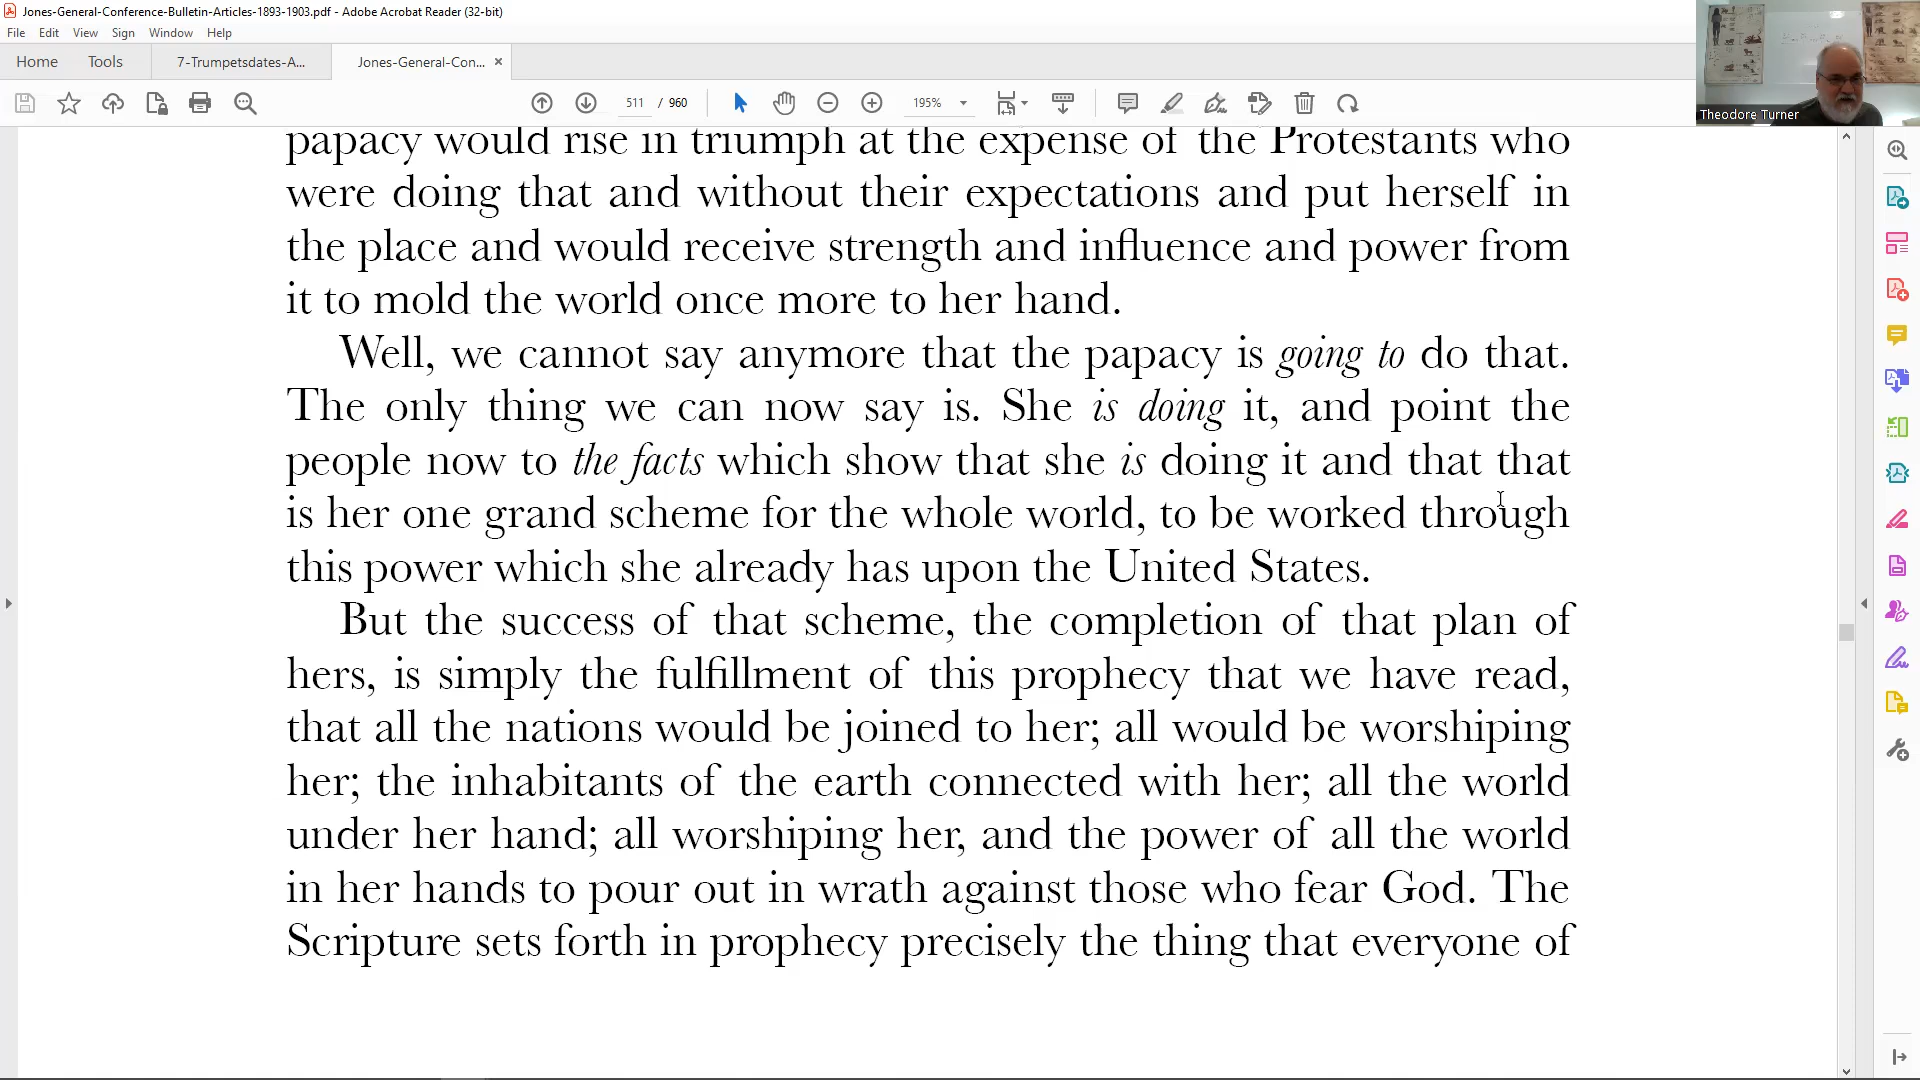 Jones-General-Conference-Bulletin-Articles-1893-1903.pdf - Adobe Acrobat Reader (32-bit)
File Edit View Sign Window Help
Home Tools 7-Trumpetsdates-A... Jones-General-Con... ×
511 / 960 195%
Theodore Turner
papacy would rise in triumph at the expense of the Protestants who
were doing that and without their expectations and put herself in
the place and would receive strength and influence and power from
it to mold the world once more to her hand.
Well, we cannot say anymore that the papacy is going to do that.
The only thing we can now say is. She is doing it, and point the
people now to the facts which show that she is doing it and that that
is her one grand scheme for the whole world, to be worked through
this power which she already has upon the United States.
But the success of that scheme, the completion of that plan of
hers, is simply the fulfillment of this prophecy that we have read,
that all the nations would be joined to her; all would be worshiping
her; the inhabitants of the earth connected with her; all the world
under her hand; all worshiping her, and the power of all the world
in her hands to pour out in wrath against those who fear God. The
Scripture sets forth in prophecy precisely the thing that everyone of